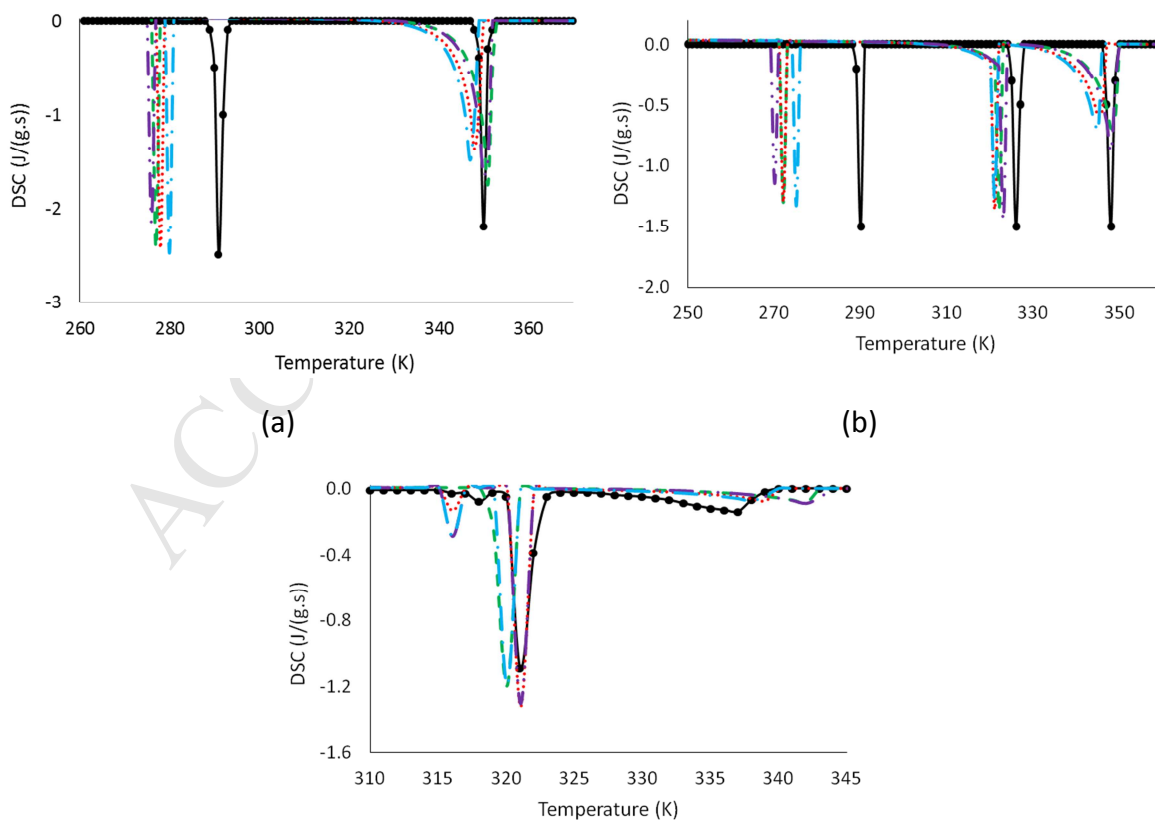 0
-1
-2
-3
DSC (J/(g.s))
260 280 300 320 340 360
Temperature (K)
(a)
0.0
-0.5
-1.0
-1.5
-2.0
DSC (J/(g.s))
250 270 290 310 330 350
Temperature (K)
(b)
ACC
0.0
-0.4
-0.8
-1.2
-1.6
DSC (J/(g.s))
310 315 320 325 330 335 340 345
Temperature (K)